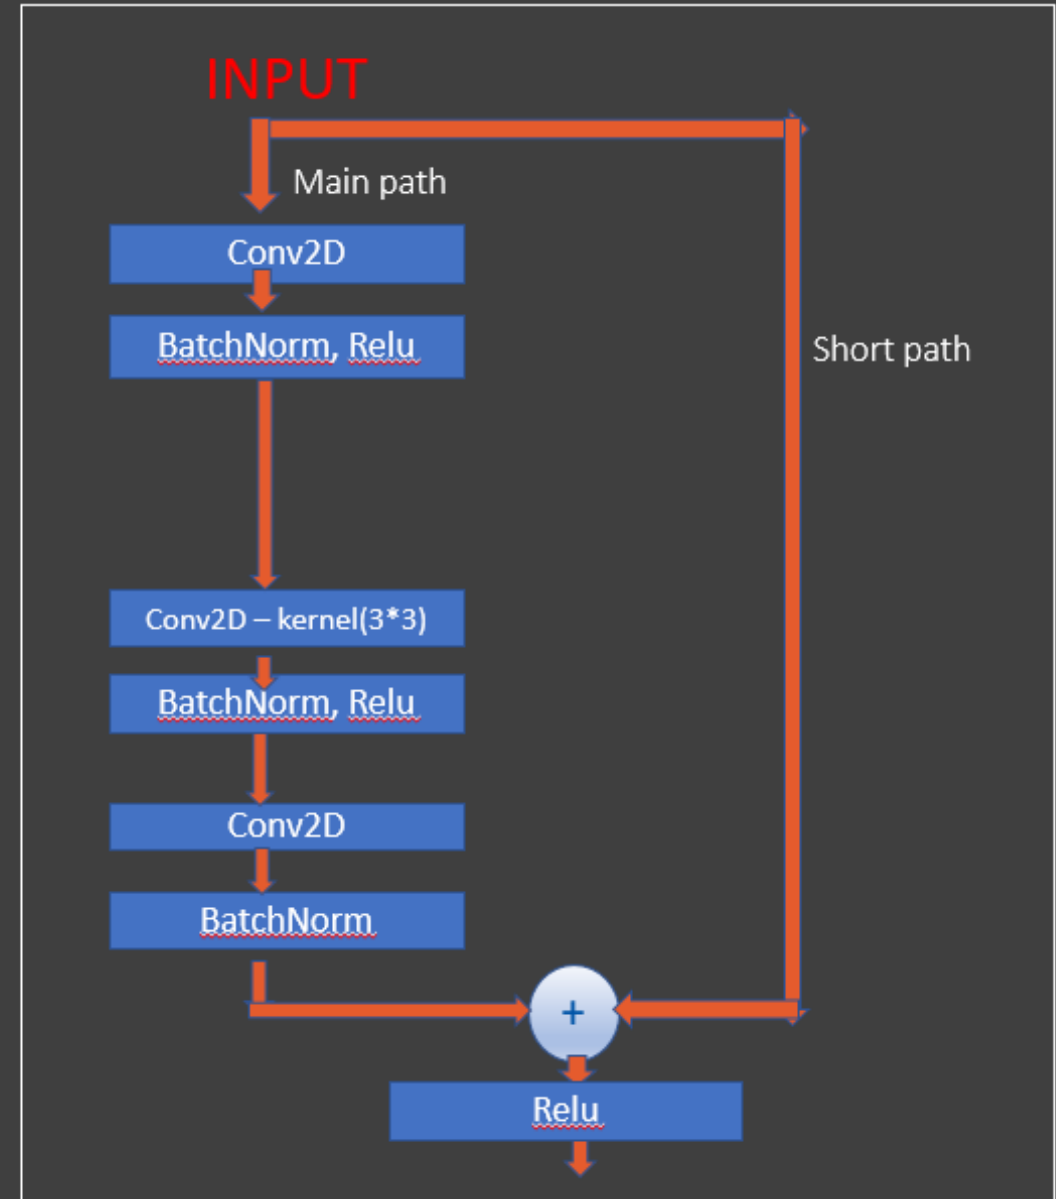 INPUT
Main path
Conv2D
BatchNorm, Relu
Short path
Conv2D – kernel(3*3)
BatchNorm, Relu
Conv2D
BatchNorm
+
Relu